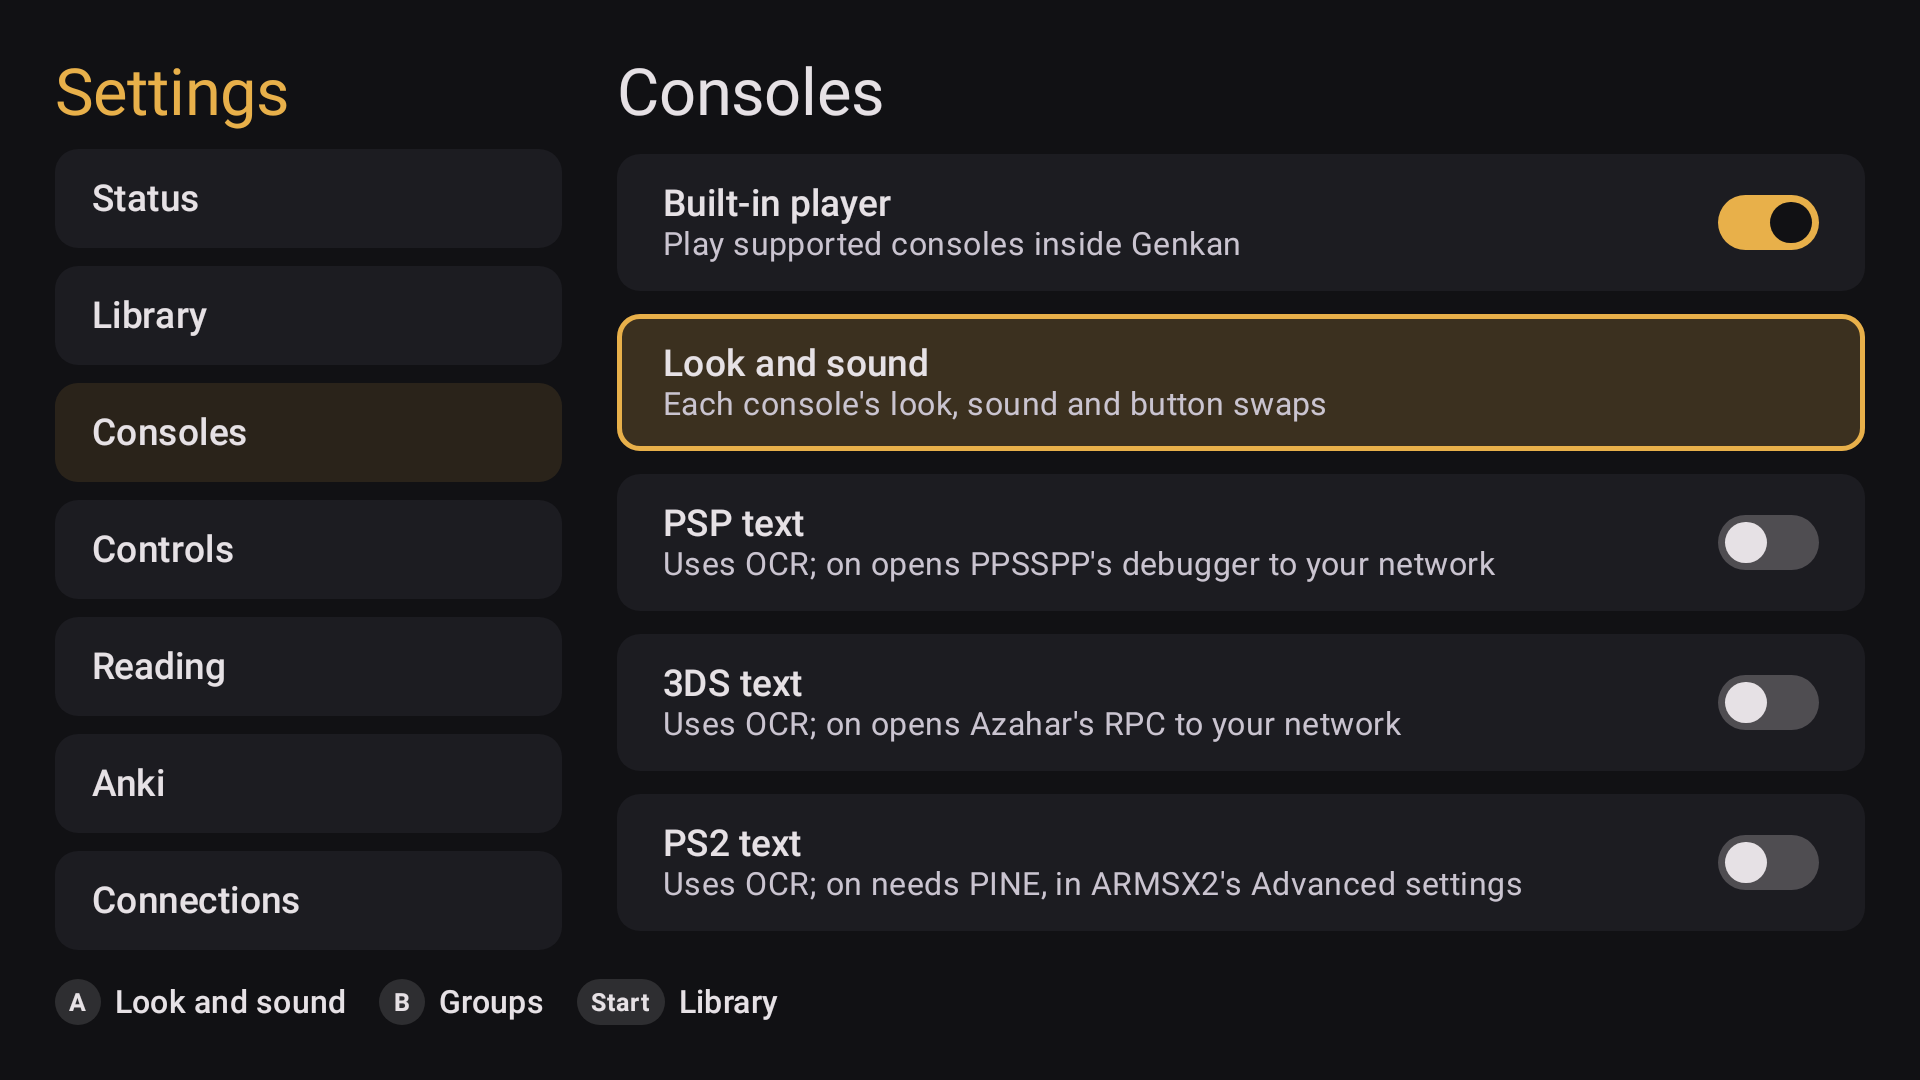 Settings
Status
Library
Consoles
Controls
Reading
Anki
Connections
Consoles
Built-in player
Play supported consoles inside Genkan
Look and sound
Each console's look, sound and button swaps
PSP text
Uses OCR; on opens PPSSPP's debugger to your network
3DS text
Uses OCR; on opens Azahar's RPC to your network
PS2 text
Uses OCR; on needs PINE, in ARMSX2's Advanced settings
A Look and sound B Groups Start Library